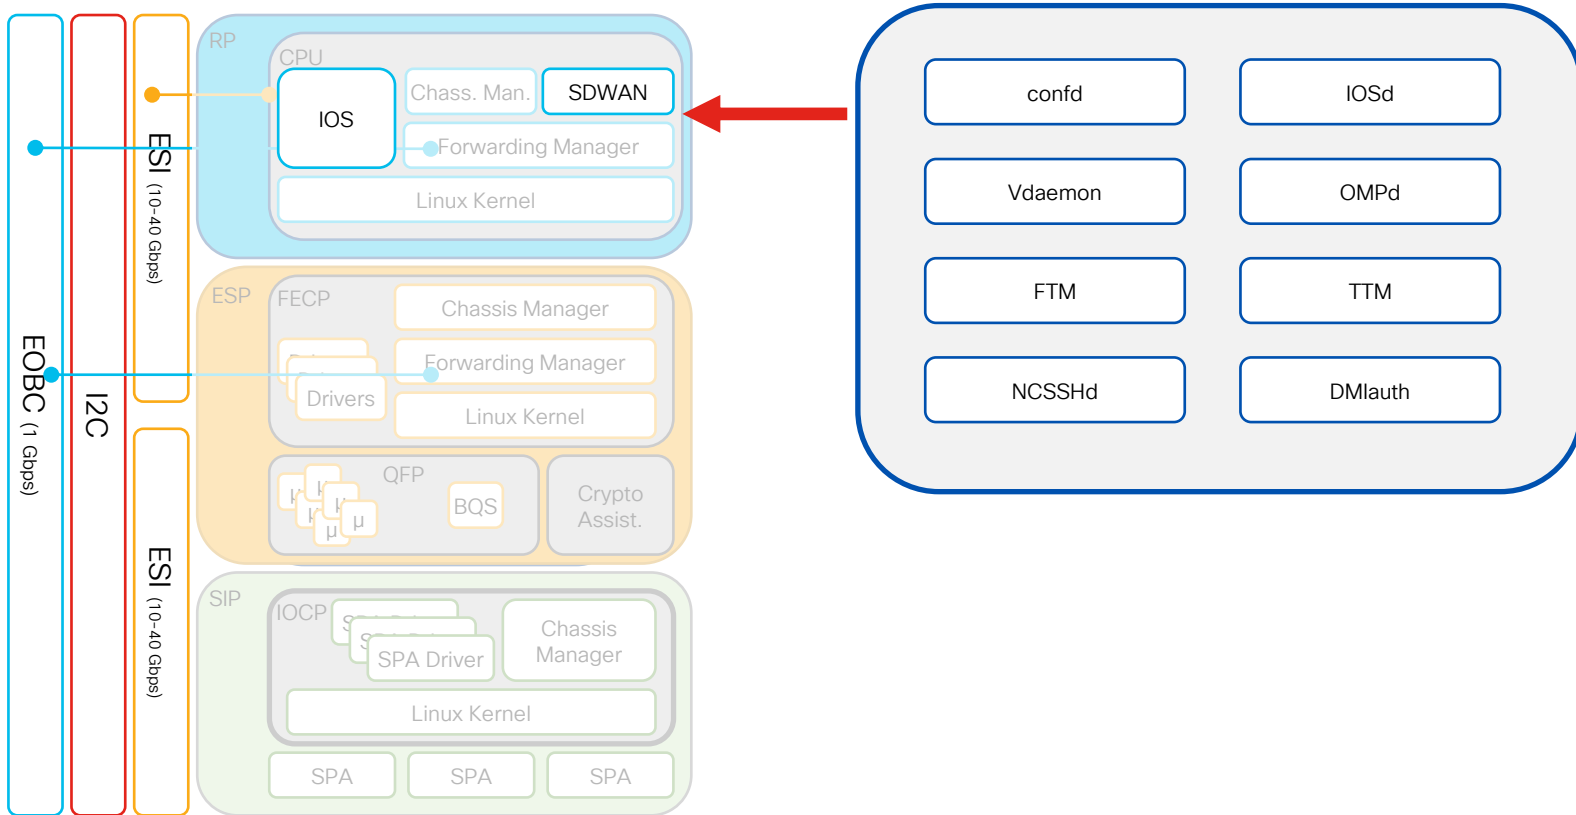 RP
CPU
IOS
Chass. Man.
SDWAN
Forwarding Manager
Linux Kernel
ESP
FECP
Chassis Manager
Forwarding Manager
Drivers
Linux Kernel
QFP
µ
µ
µ
µ
µ
µ
µ
BQS
Crypto
Assist.
SIP
IOCP
SPA Driver
Chassis
Manager
Linux Kernel
SPA
SPA
SPA
EOBC (1 Gbps)
I2C
ESI (10-40 Gbps)
ESI (10-40 Gbps)
confd
IOSd
Vdaemon
OMPd
FTM
TTM
NCSSHd
DMIauth